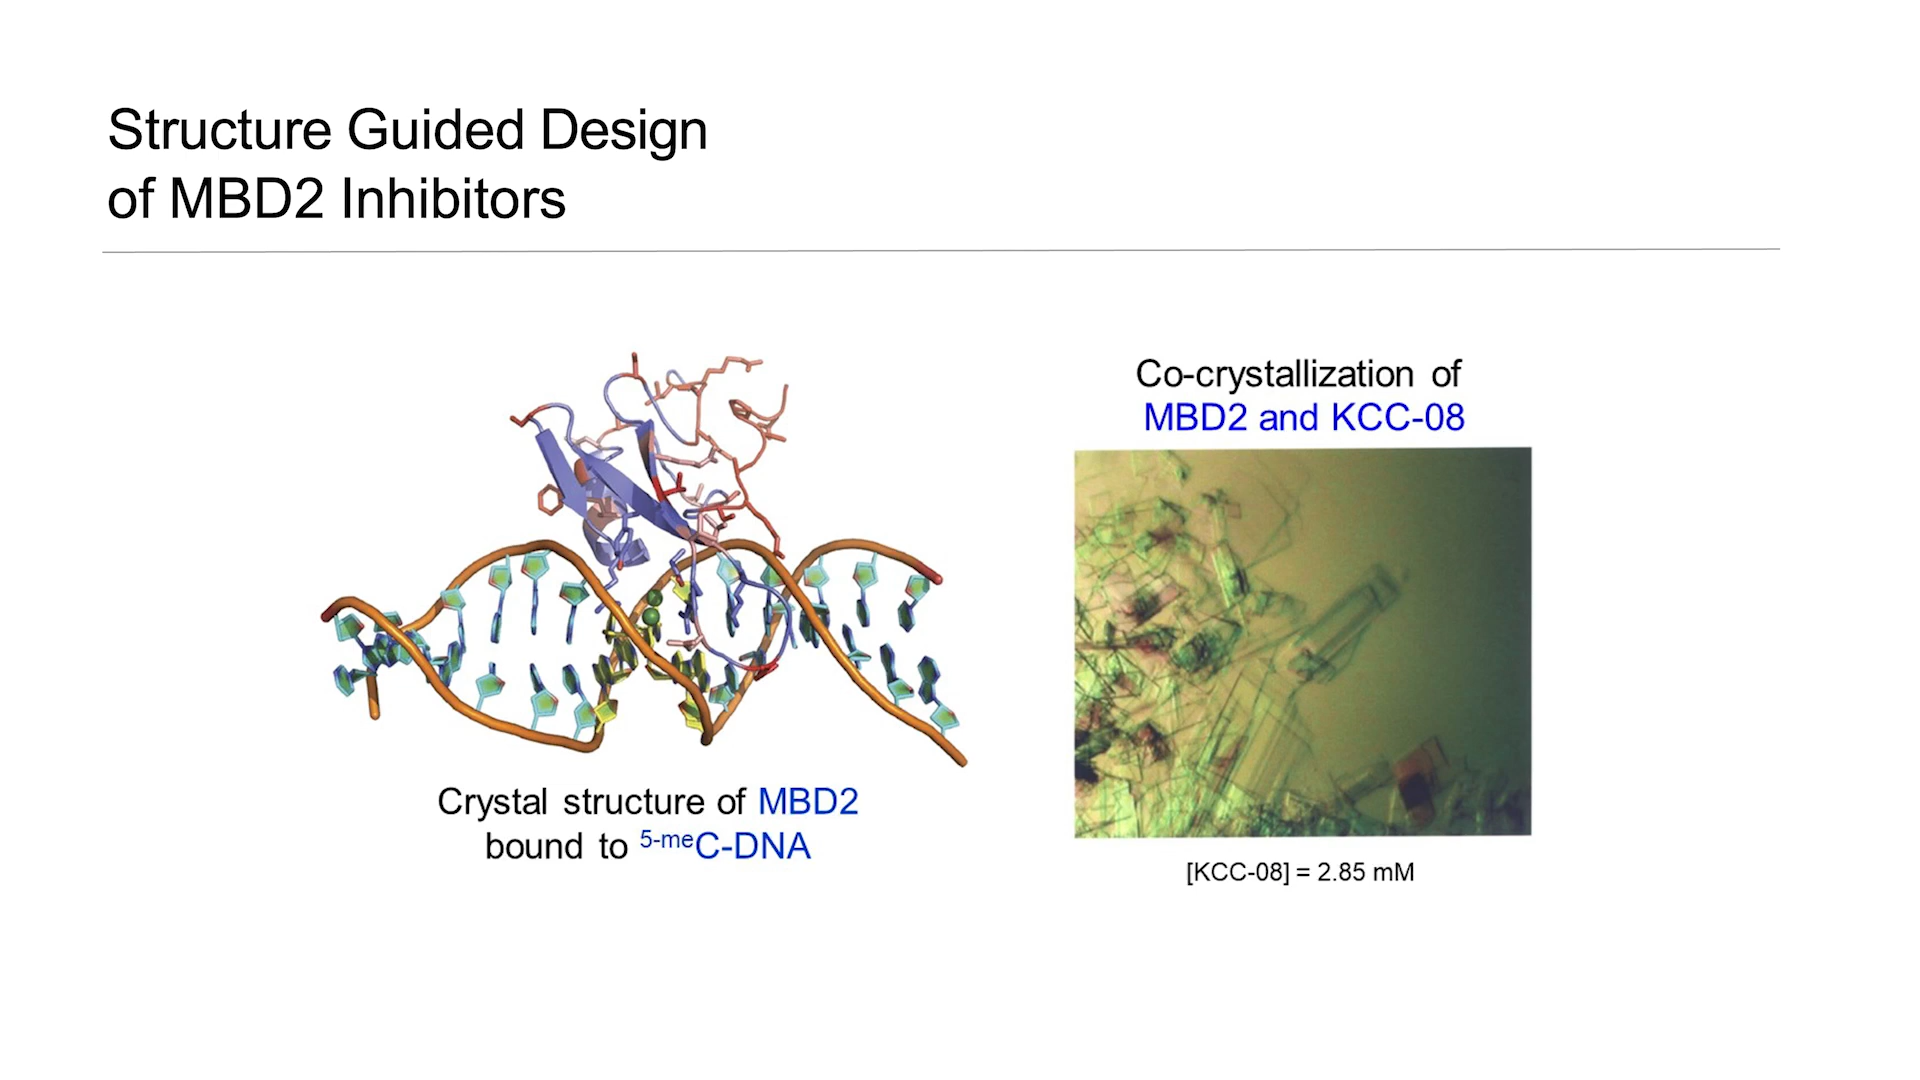 Structure Guided Design
of MBD2 Inhibitors
Crystal structure of MBD2
bound to 5-meC-DNA
Co-crystallization of
MBD2 and KCC-08
[KCC-08] = 2.85 mM